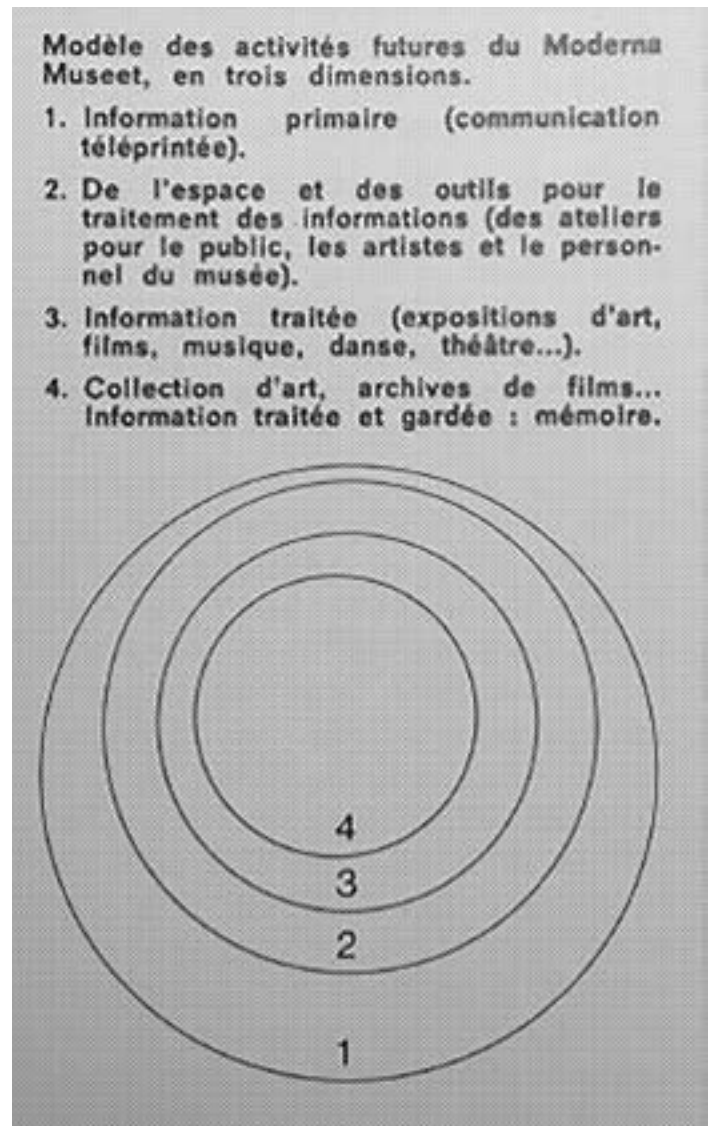 Modèle des activités futures du Moderna
Museet, en trois dimensions.
1. Information primaire (communication
téléprintée).
2. De l'espace et des outils pour le
traitement des informations (des ateliers
pour le public, les artistes et le person-
nel du musée).
3. Information traitée (expositions d'art,
films, musique, danse, théâtre...).
4. Collection d'art, archives de films...
Information traitée et gardée : mémoire.
4
3
2
1